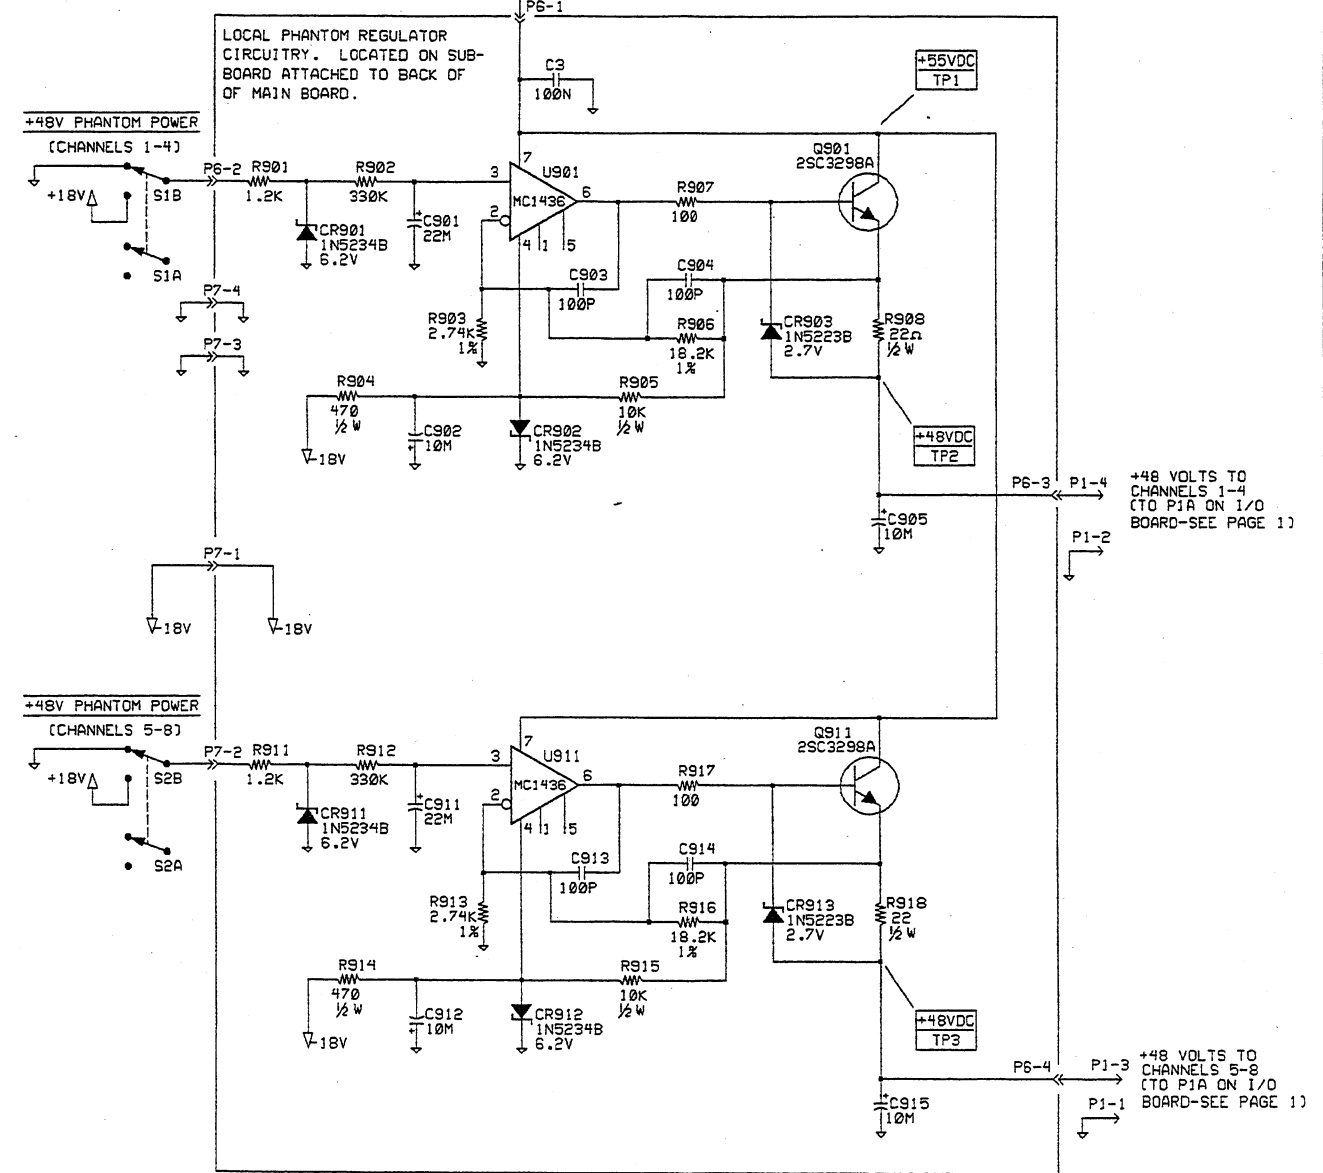 P6-1
LOCAL PHANTOM REGULATOR
CIRCUITRY. LOCATED ON SUB-
BOARD ATTACHED TO BACK OF
OF MAIN BOARD.
C3
100N
+55VDC
TP1
+48V PHANTOM POWER
(CHANNELS 1-4)
+18V
S1B
S1A
P6-2
R901
1.2K
R902
330K
CR901
1N5234B
6.2V
C901
22M
3
7
U901
MC1436
6
2
4
1
5
R907
100
Q901
2SC3298A
C903
100P
C904
100P
R903
2.74K
1%
R906
18.2K
1%
CR903
1N5223B
2.7V
R908
22Ω
½W
P7-4
P7-3
R904
470
½W
R905
10K
½W
C902
10M
CR902
1N5234B
6.2V
-18V
+48VDC
TP2
P6-3
P1-4
+48 VOLTS TO
CHANNELS 1-4
(TO P1A ON I/O
BOARD-SEE PAGE 1)
C905
10M
P1-2
P7-1
-18V
-18V
+48V PHANTOM POWER
(CHANNELS 5-8)
+18V
S2B
S2A
P7-2
R911
1.2K
R912
330K
CR911
1N5234B
6.2V
C911
22M
3
7
U911
MC1436
6
2
4
1
5
R917
100
Q911
2SC3298A
C913
100P
C914
100P
R913
2.74K
1%
R916
18.2K
1%
CR913
1N5223B
2.7V
R918
22
½W
R914
470
½W
R915
10K
½W
C912
10M
CR912
1N5234B
6.2V
-18V
+48VDC
TP3
P6-4
P1-3
+48 VOLTS TO
CHANNELS 5-8
(TO P1A ON I/O
BOARD-SEE PAGE 1)
C915
10M
P1-1